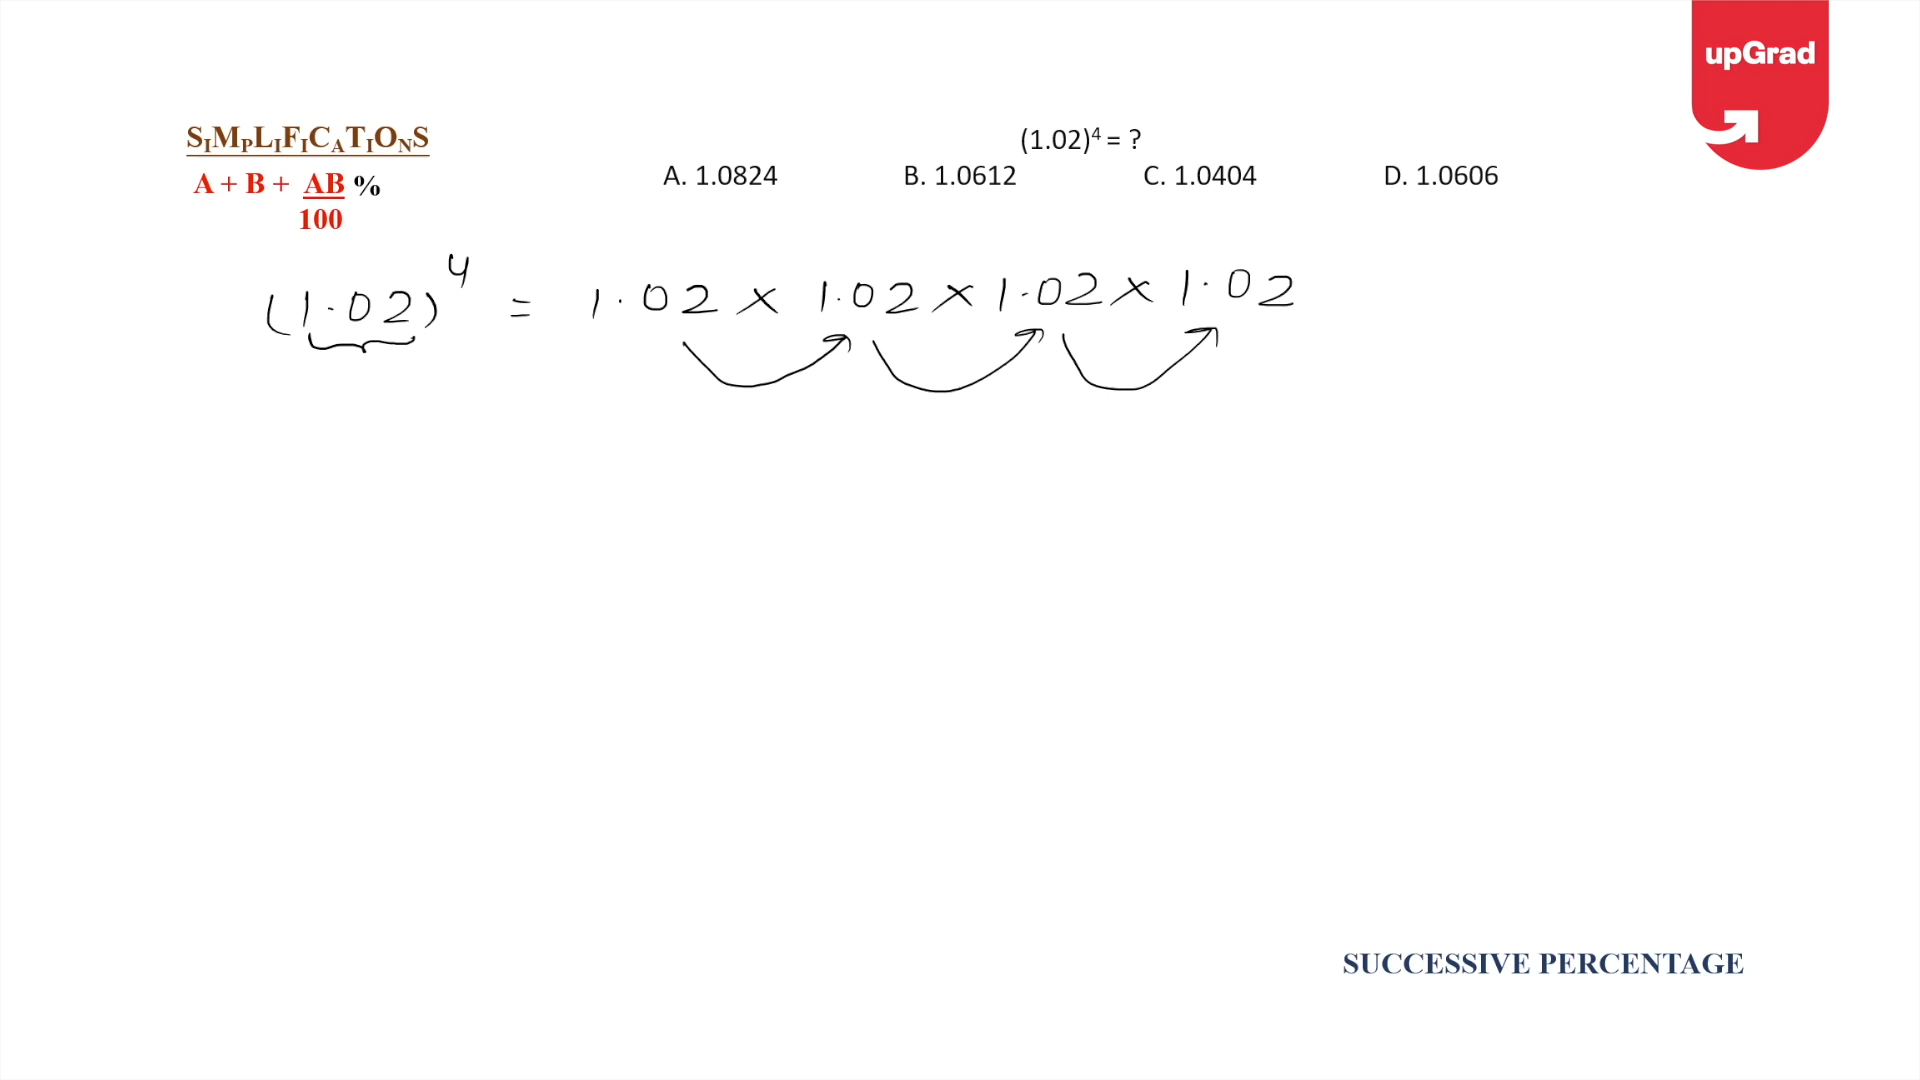 upGrad
SIMPLIFICATIONS
A + B + AB %
100
(1.02)⁴ = ?
A. 1.0824 B. 1.0612 C. 1.0404 D. 1.0606
(1.02)⁴ = 1.02 × 1.02 × 1.02 × 1.02
SUCCESSIVE PERCENTAGE